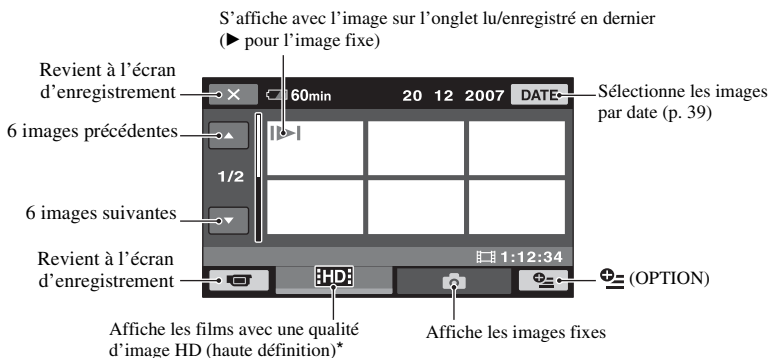 S’affiche avec l’image sur l’onglet lu/enregistré en dernier
(▶ pour l’image fixe)
Revient à l’écran
d’enregistrement
60min
20 12 2007
DATE
Sélectionne les images
par date (p. 39)
6 images précédentes
1/2
6 images suivantes
1:12:34
Revient à l’écran
d’enregistrement
HD
(OPTION)
Affiche les films avec une qualité
d’image HD (haute définition)*
Affiche les images fixes